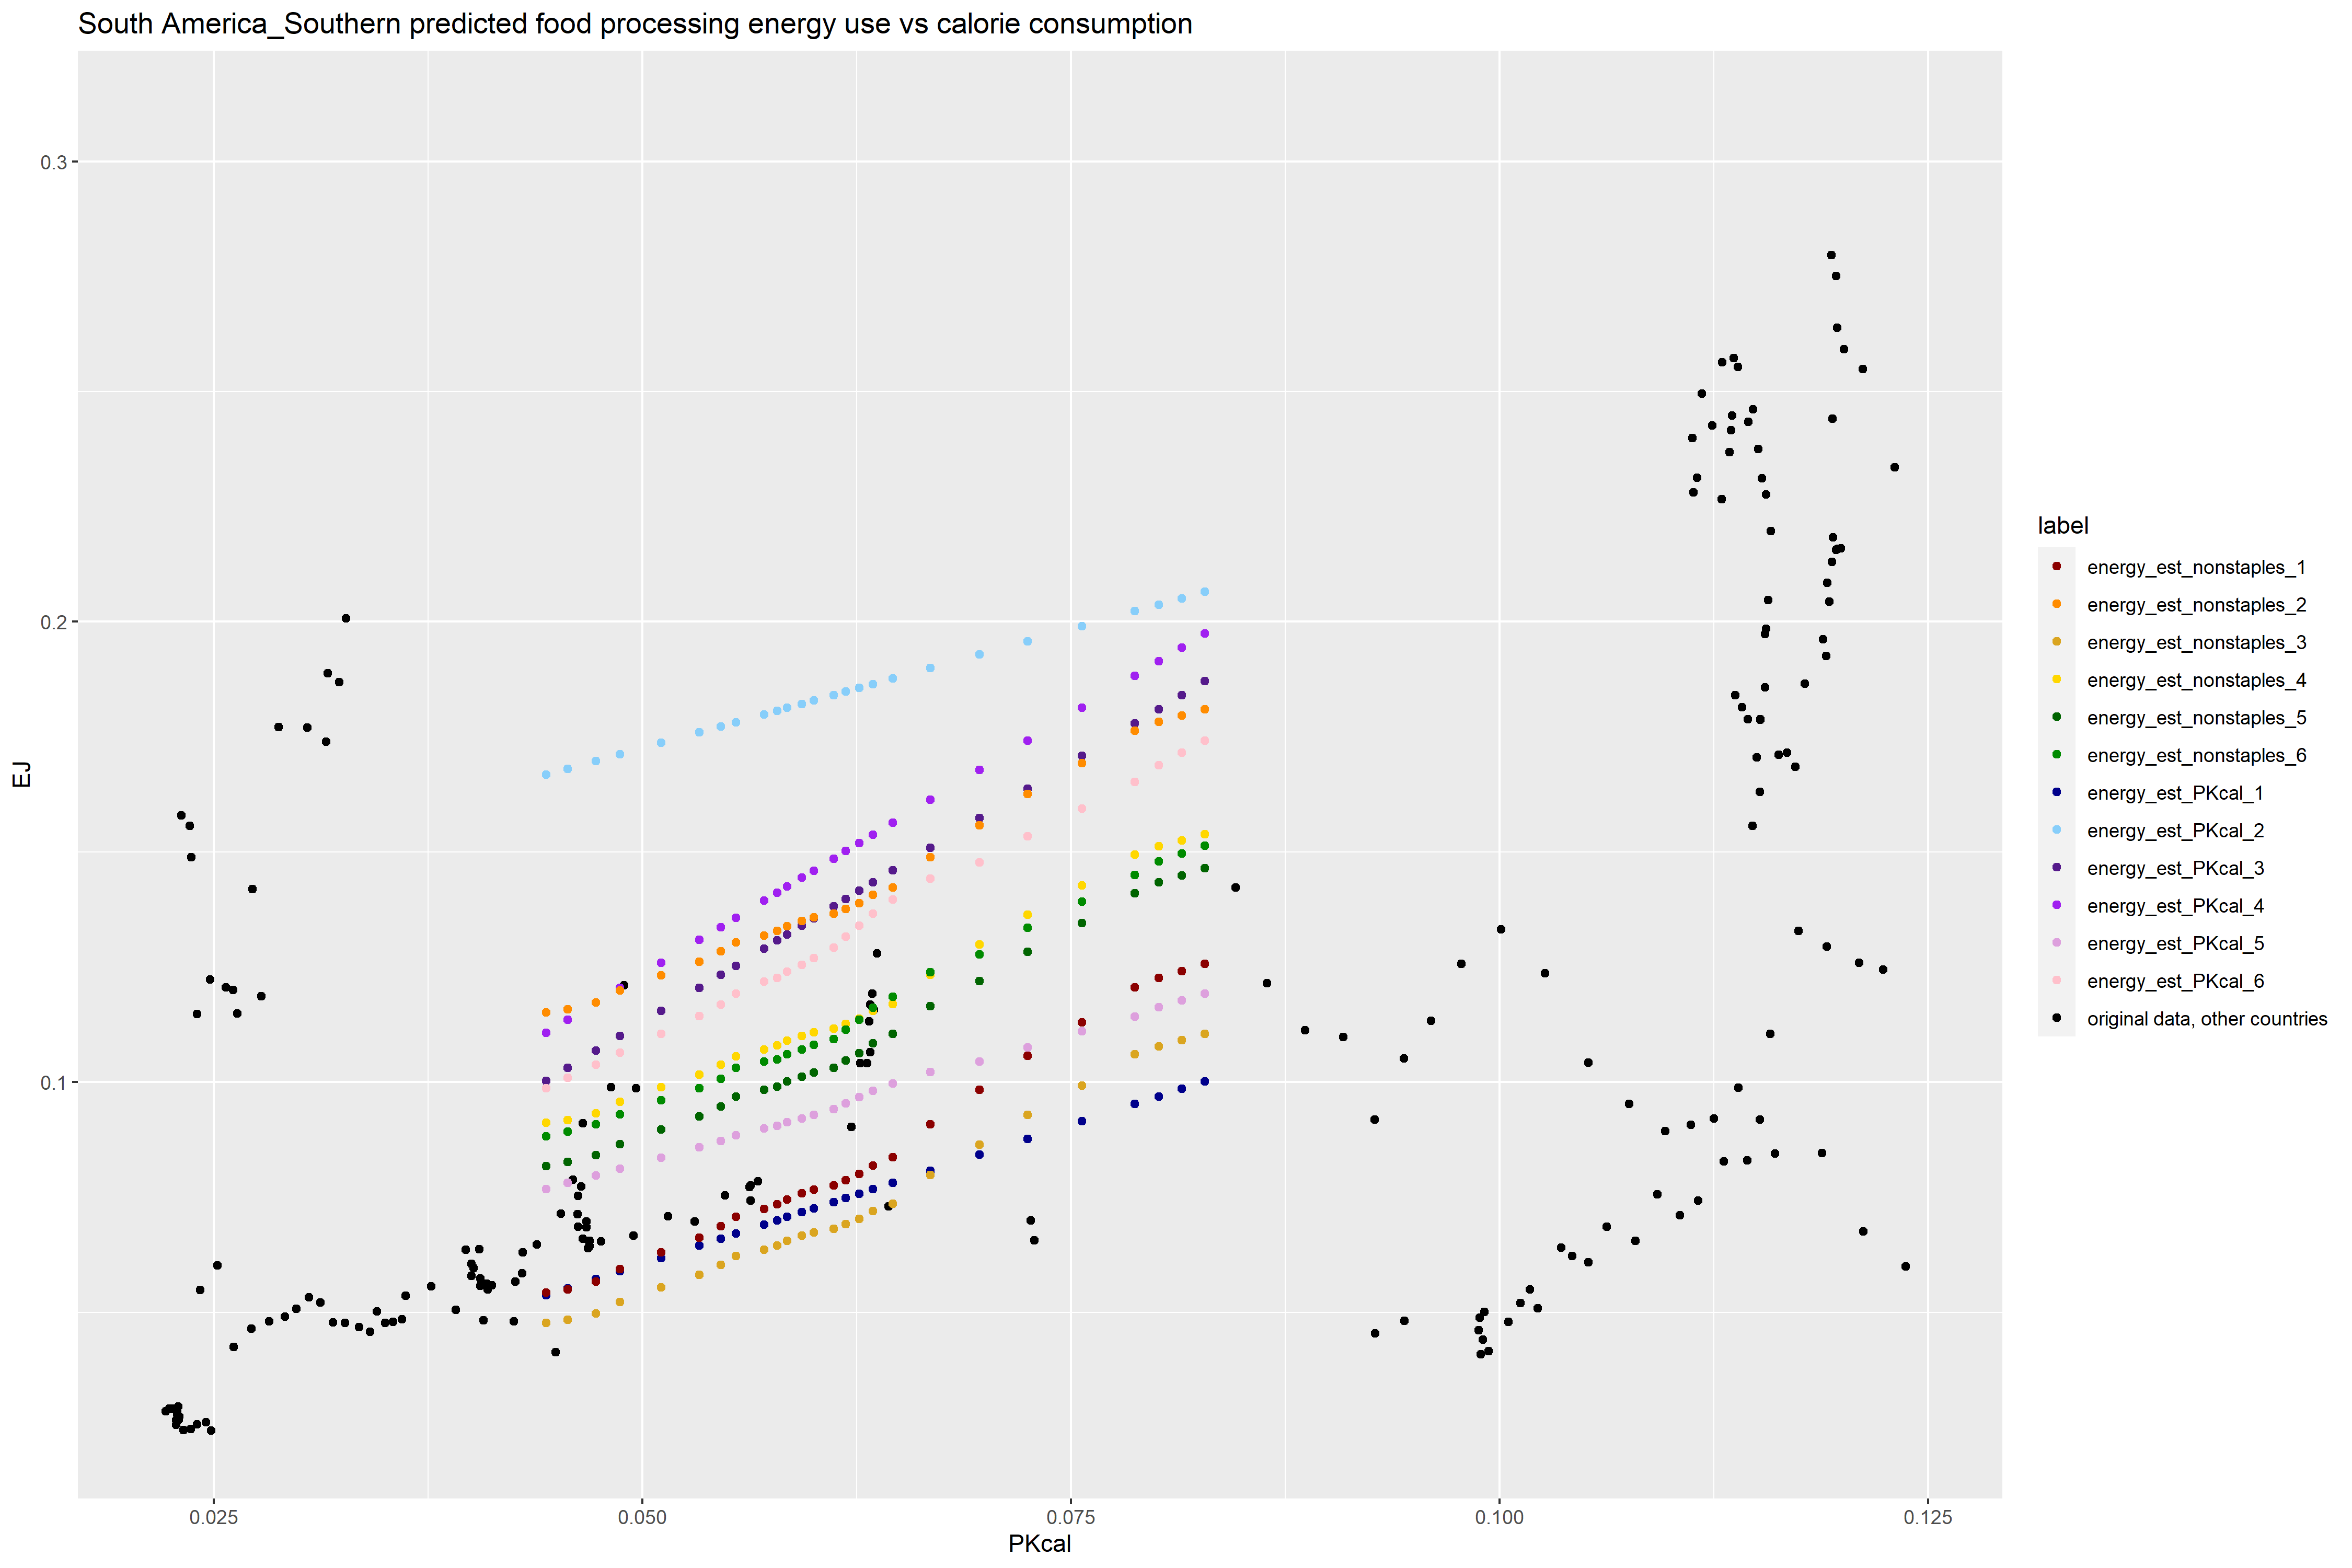 South America_Southern predicted food processing energy use vs calorie consumption
0.3
0.2
0.1
EJ
0.025
0.050
0.075
0.100
0.125
PKcal
label
energy_est_nonstaples_1
energy_est_nonstaples_2
energy_est_nonstaples_3
energy_est_nonstaples_4
energy_est_nonstaples_5
energy_est_nonstaples_6
energy_est_PKcal_1
energy_est_PKcal_2
energy_est_PKcal_3
energy_est_PKcal_4
energy_est_PKcal_5
energy_est_PKcal_6
original data, other countries